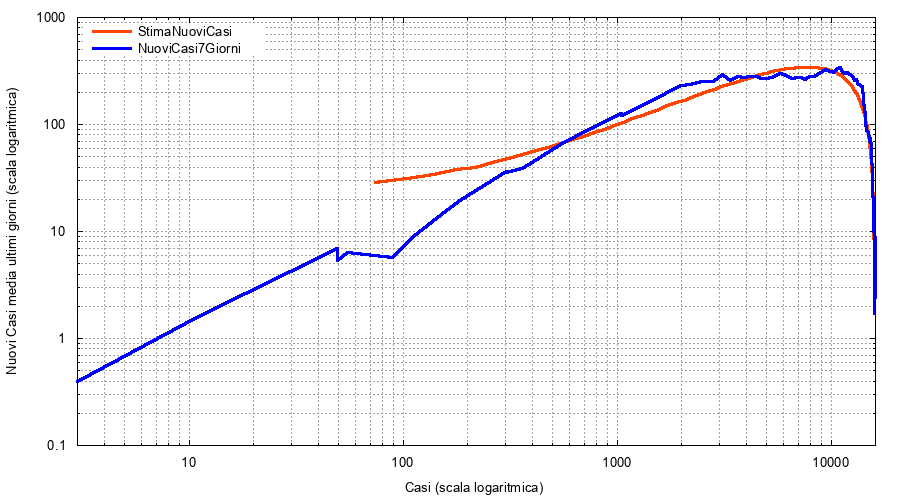 1000
StimaNuoviCasi
NuoviCasi7Giorni
100
10
1
0.1
Nuovi Casi media ultimi giorni (scala logaritmica)
10
100
1000
10000
Casi (scala logaritmica)